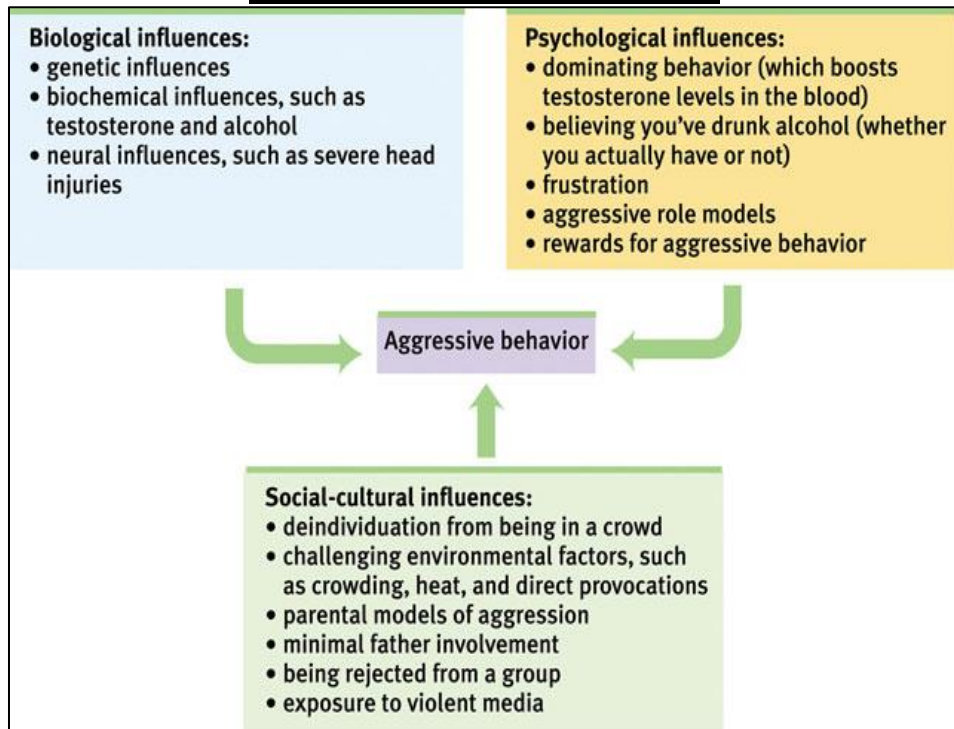 Biological influences:
• genetic influences
• biochemical influences, such as
testosterone and alcohol
• neural influences, such as severe head
injuries
Psychological influences:
• dominating behavior (which boosts
testosterone levels in the blood)
• believing you've drunk alcohol (whether
you actually have or not)
• frustration
• aggressive role models
• rewards for aggressive behavior
Aggressive behavior
Social-cultural influences:
• deindividuation from being in a crowd
• challenging environmental factors, such
as crowding, heat, and direct provocations
• parental models of aggression
• minimal father involvement
• being rejected from a group
• exposure to violent media